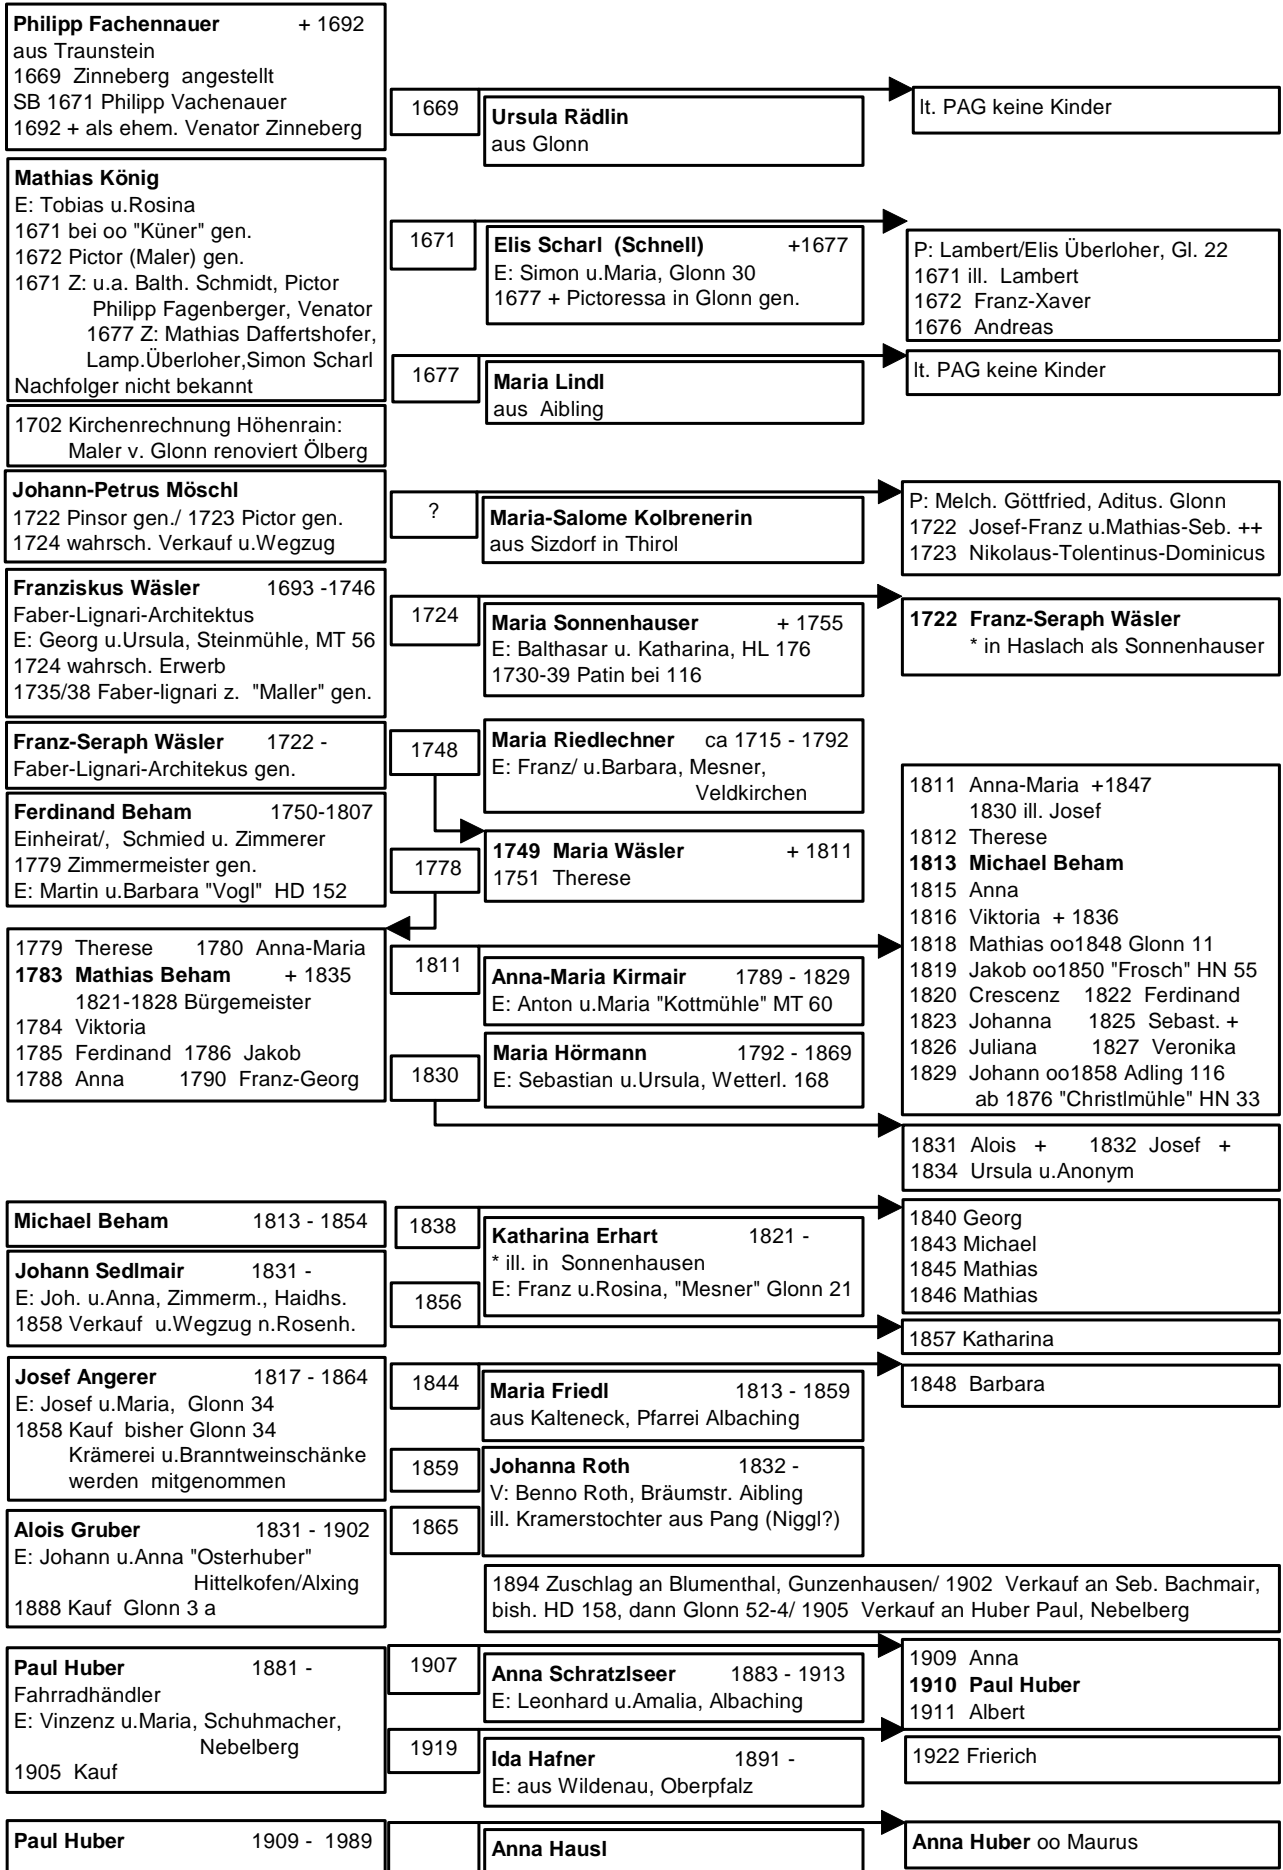 Philipp Fachennauer + 1692
aus Traunstein
1669 Zinneberg angestellt
SB 1671 Philipp Vachenauer
1692 + als ehem. Venator Zinneberg
1669
Ursula Rädlin
aus Glonn
lt. PAG keine Kinder
Mathias König
E: Tobias u.Rosina
1671 bei oo "Küner" gen.
1672 Pictor (Maler) gen.
1671 Z: u.a. Balth. Schmidt, Pictor
Philipp Fagenberger, Venator
1677 Z: Mathias Daffertshofer,
Lamp.Überloher,Simon Scharl
Nachfolger nicht bekannt
1671
Elis Scharl (Schnell) +1677
E: Simon u.Maria, Glonn 30
1677 + Pictoressa in Glonn gen.
P: Lambert/Elis Überloher, Gl. 22
1671 ill. Lambert
1672 Franz-Xaver
1676 Andreas
1677
Maria Lindl
aus Aibling
lt. PAG keine Kinder
1702 Kirchenrechnung Höhenrain:
Maler v. Glonn renoviert Ölberg
Johann-Petrus Möschl
1722 Pinsor gen./ 1723 Pictor gen.
1724 wahrsch. Verkauf u.Wegzug
?
Maria-Salome Kolbrenerin
aus Sizdorf in Thirol
P: Melch. Göttfried, Aditus. Glonn
1722 Josef-Franz u.Mathias-Seb. ++
1723 Nikolaus-Tolentinus-Dominicus
Franziskus Wäsler 1693 -1746
Faber-Lignari-Architektus
E: Georg u.Ursula, Steinmühle, MT 56
1724 wahrsch. Erwerb
1735/38 Faber-lignari z. "Maller" gen.
1724
Maria Sonnenhauser + 1755
E: Balthasar u. Katharina, HL 176
1730-39 Patin bei 116
1722 Franz-Seraph Wäsler
* in Haslach als Sonnenhauser
Franz-Seraph Wäsler 1722 -
Faber-Lignari-Architekus gen.
1748
Maria Riedlechner ca 1715 - 1792
E: Franz/ u.Barbara, Mesner,
Veldkirchen
Ferdinand Beham 1750-1807
Einheirat/, Schmied u. Zimmerer
1779 Zimmermeister gen.
E: Martin u.Barbara "Vogl" HD 152
1778
1749 Maria Wäsler + 1811
1751 Therese
1779 Therese 1780 Anna-Maria
1783 Mathias Beham + 1835
1821-1828 Bürgemeister
1784 Viktoria
1785 Ferdinand 1786 Jakob
1788 Anna 1790 Franz-Georg
1811
Anna-Maria Kirmair 1789 - 1829
E: Anton u.Maria "Kottmühle" MT 60
1830
Maria Hörmann 1792 - 1869
E: Sebastian u.Ursula, Wetterl. 168
1811 Anna-Maria +1847
1830 ill. Josef
1812 Therese
1813 Michael Beham
1815 Anna
1816 Viktoria + 1836
1818 Mathias oo1848 Glonn 11
1819 Jakob oo1850 "Frosch" HN 55
1820 Crescenz 1822 Ferdinand
1823 Johanna 1825 Sebast. +
1826 Juliana 1827 Veronika
1829 Johann oo1858 Adling 116
ab 1876 "Christlmühle" HN 33
1831 Alois + 1832 Josef +
1834 Ursula u.Anonym
Michael Beham 1813 - 1854
1838
Katharina Erhart 1821 -
* ill. in Sonnenhausen
E: Franz u.Rosina, "Mesner" Glonn 21
1840 Georg
1843 Michael
1845 Mathias
1846 Mathias
Johann Sedlmair 1831 -
E: Joh. u.Anna, Zimmerm., Haidhs.
1858 Verkauf u.Wegzug n.Rosenh.
1856
1857 Katharina
Josef Angerer 1817 - 1864
E: Josef u.Maria, Glonn 34
1858 Kauf bisher Glonn 34
Krämerei u.Branntweinschänke
werden mitgenommen
1844
Maria Friedl 1813 - 1859
aus Kalteneck, Pfarrei Albaching
1848 Barbara
1859
Johanna Roth 1832 -
V: Benno Roth, Bräumstr. Aibling
ill. Kramerstochter aus Pang (Niggl?)
Alois Gruber 1831 - 1902
E: Johann u.Anna "Osterhuber"
Hittelkofen/Alxing
1888 Kauf Glonn 3 a
1865
1894 Zuschlag an Blumenthal, Gunzenhausen/ 1902 Verkauf an Seb. Bachmair,
bish. HD 158, dann Glonn 52-4/ 1905 Verkauf an Huber Paul, Nebelberg
Paul Huber 1881 -
Fahrradhändler
E: Vinzenz u.Maria, Schuhmacher,
Nebelberg
1905 Kauf
1907
Anna Schratzlseer 1883 - 1913
E: Leonhard u.Amalia, Albaching
1909 Anna
1910 Paul Huber
1911 Albert
1919
Ida Hafner 1891 -
E: aus Wildenau, Oberpfalz
1922 Frierich
Paul Huber 1909 - 1989
Anna Hausl
Anna Huber oo Maurus